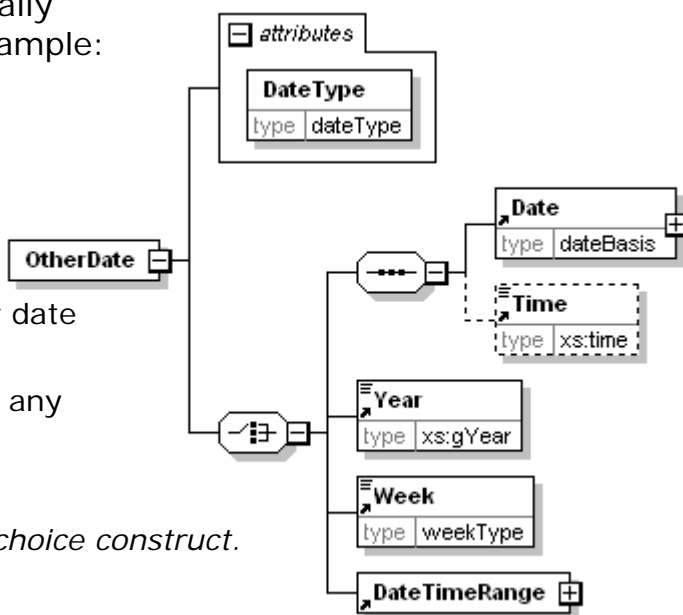 ally
ample:
attributes
DateType
type dateType
Date
type dateBasis
OtherDate
Time
type xs:time
date
any
Year
type xs:gYear
Week
type weekType
choice construct.
DateTimeRange